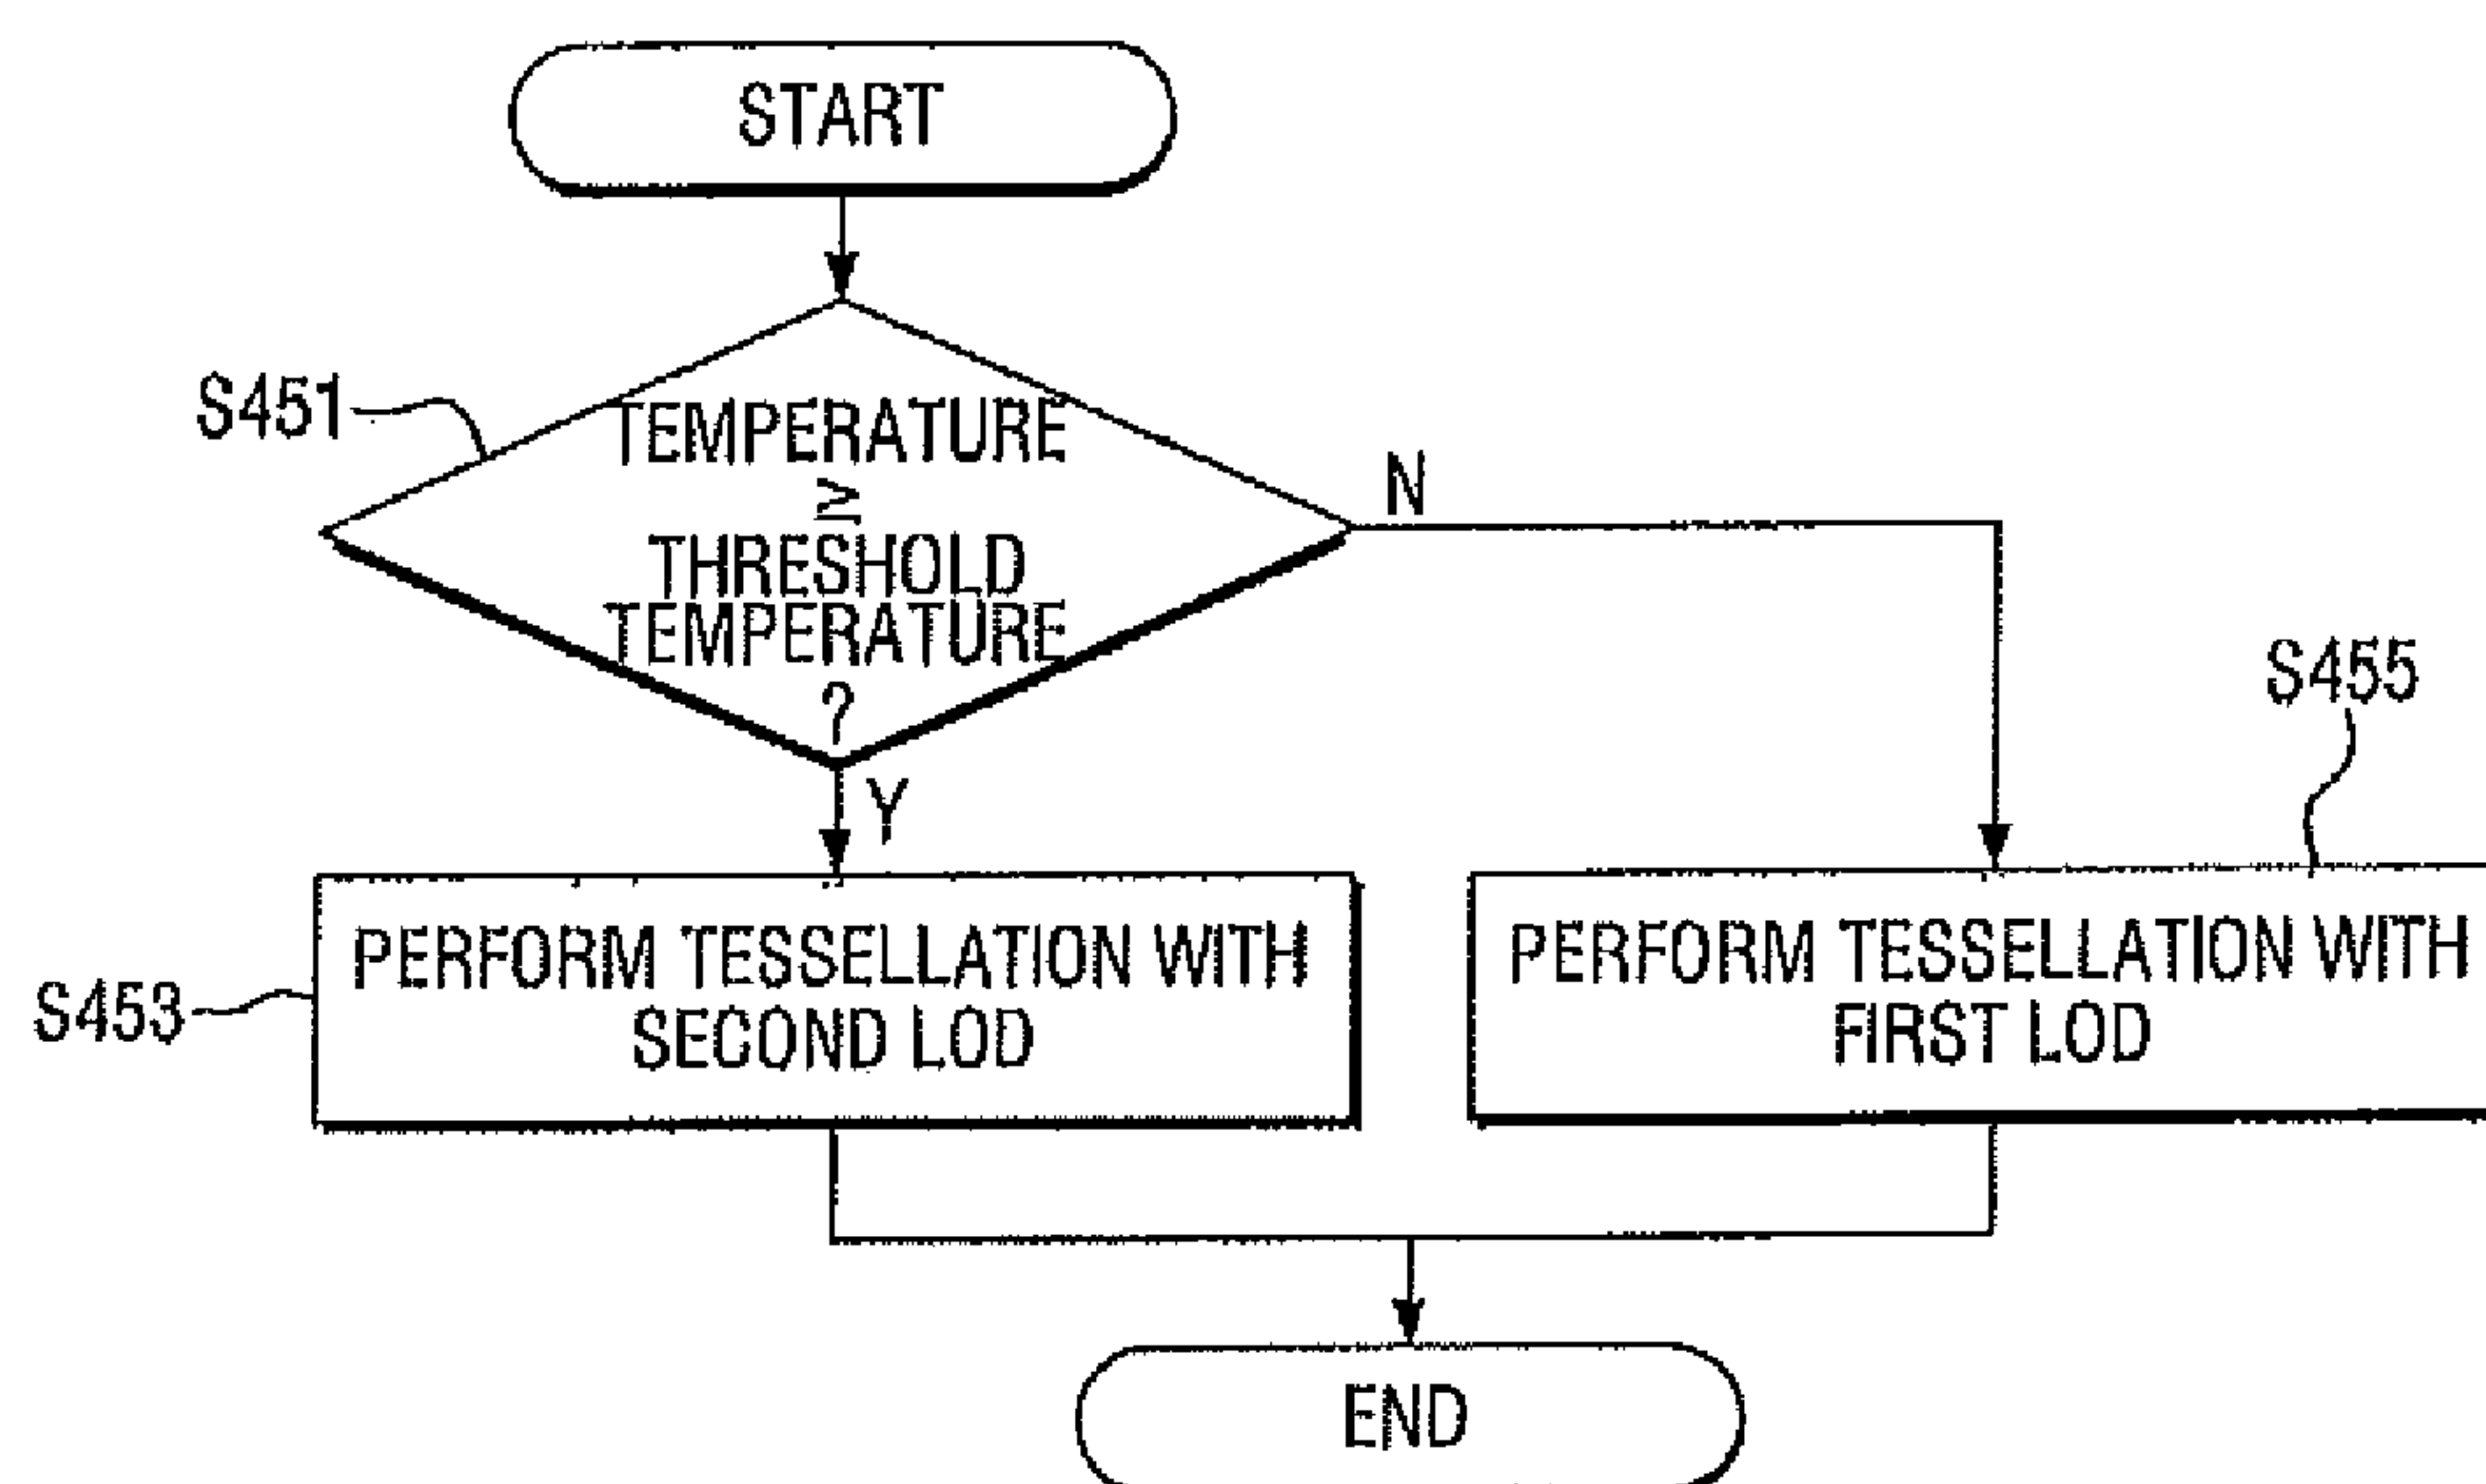 START
S451
TEMPERATURE
≥
THRESHOLD
TEMPERATURE
?
N
Y
S455
PERFORM TESSELLATION WITH
SECOND LOD
S453
PERFORM TESSELLATION WITH
FIRST LOD
END